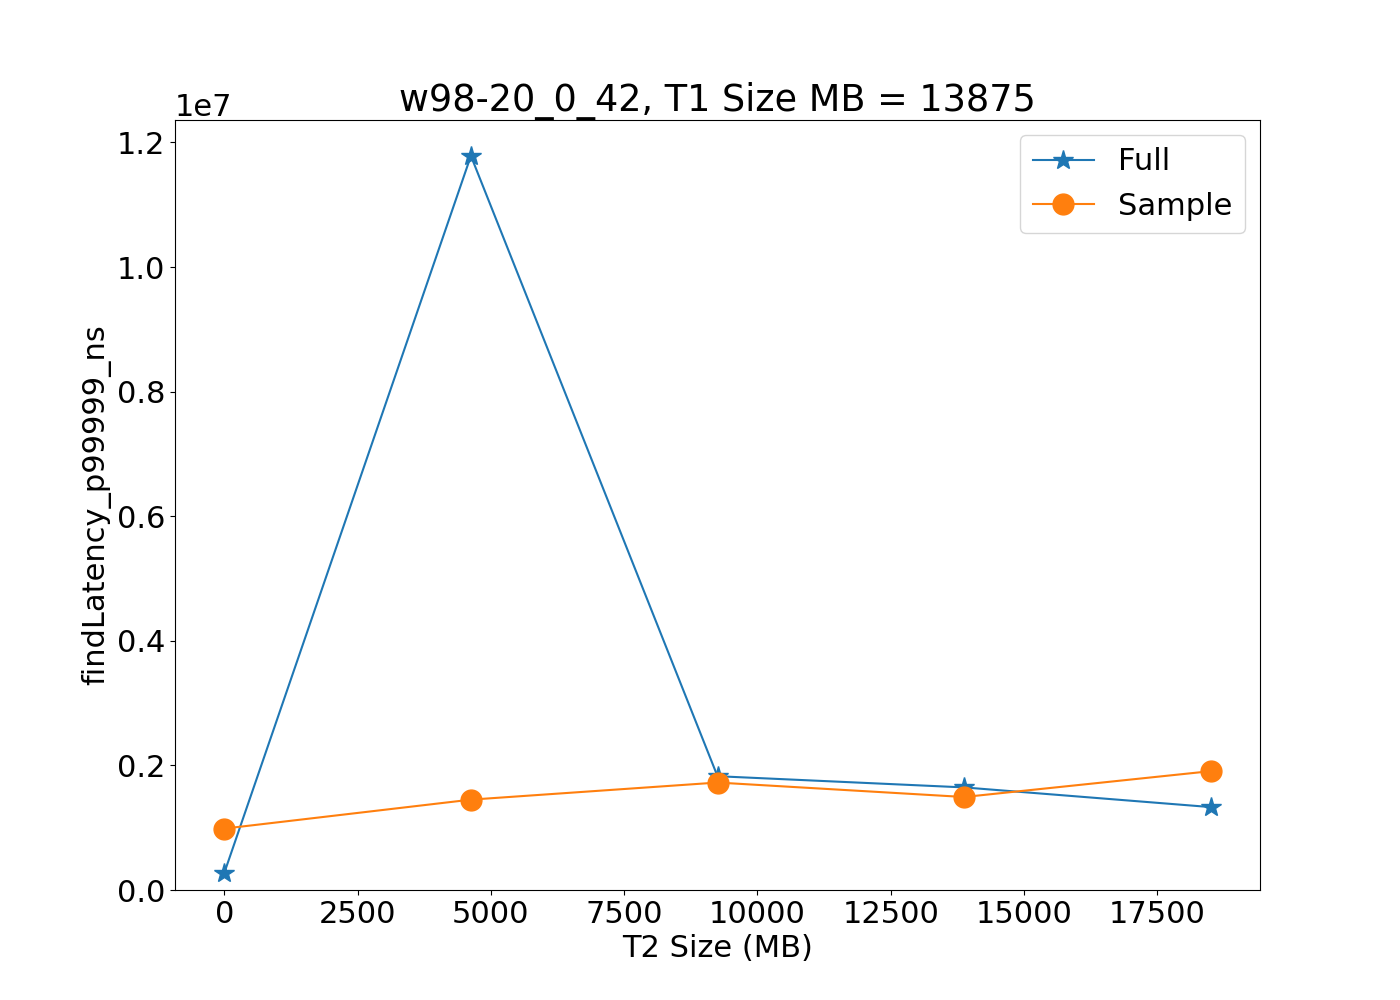 w98-20_0_42, T1 Size MB = 13875
1e7
Full
Sample
1.2
1.0
0.8
0.6
0.4
0.2
0.0
findLatency_p99999_ns
0 2500 5000 7500 10000 12500 15000 17500
T2 Size (MB)